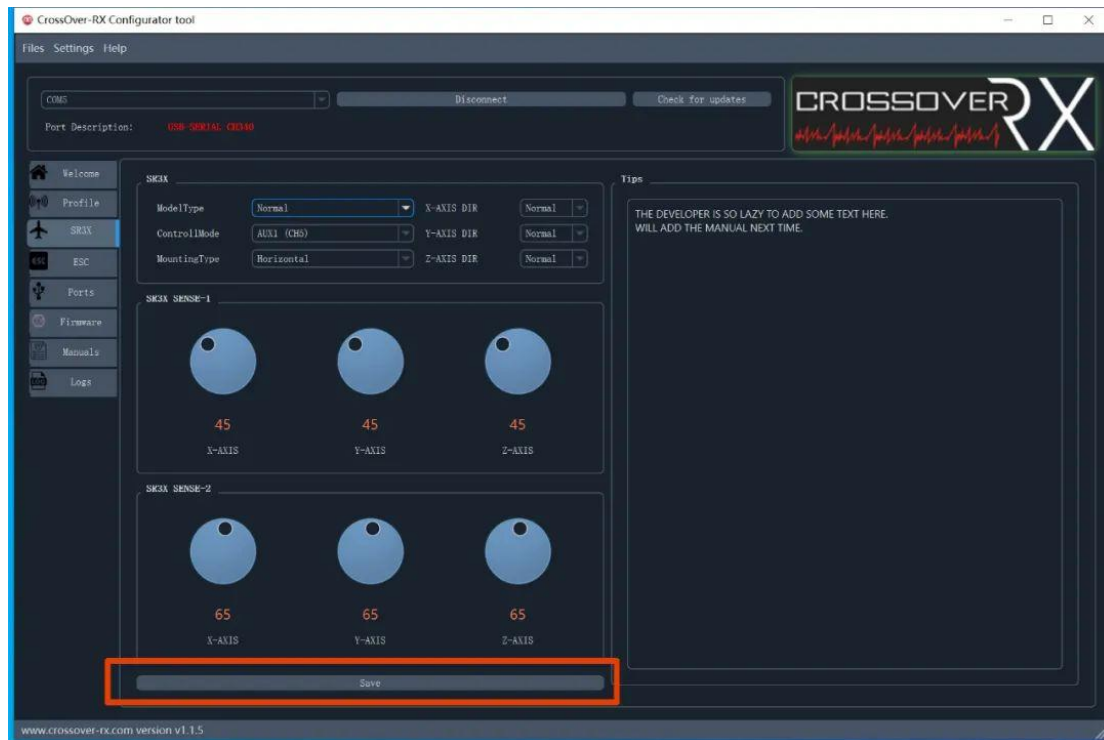 CrossOver-RX Configurator tool
Files Settings Help
COM5 Disconnect Check for updates
Port Description: USB-SERIAL CH340
CROSSOVER RX
Welcome
Profile
SR3X
ESC
Ports
Firmware
Manuals
Logs
SR3X
ModelType Normal X-AXIS DIR Normal
ControllMode AUX1 (CH5) Y-AXIS DIR Normal
MountingType Horizontal Z-AXIS DIR Normal
SR3X SENSE-1
45 45 45
X-AXIS Y-AXIS Z-AXIS
SR3X SENSE-2
65 65 65
X-AXIS Y-AXIS Z-AXIS
Save
Tips
THE DEVELOPER IS SO LAZY TO ADD SOME TEXT HERE.
WILL ADD THE MANUAL NEXT TIME.
www.crossover-rx.com version v1.1.5